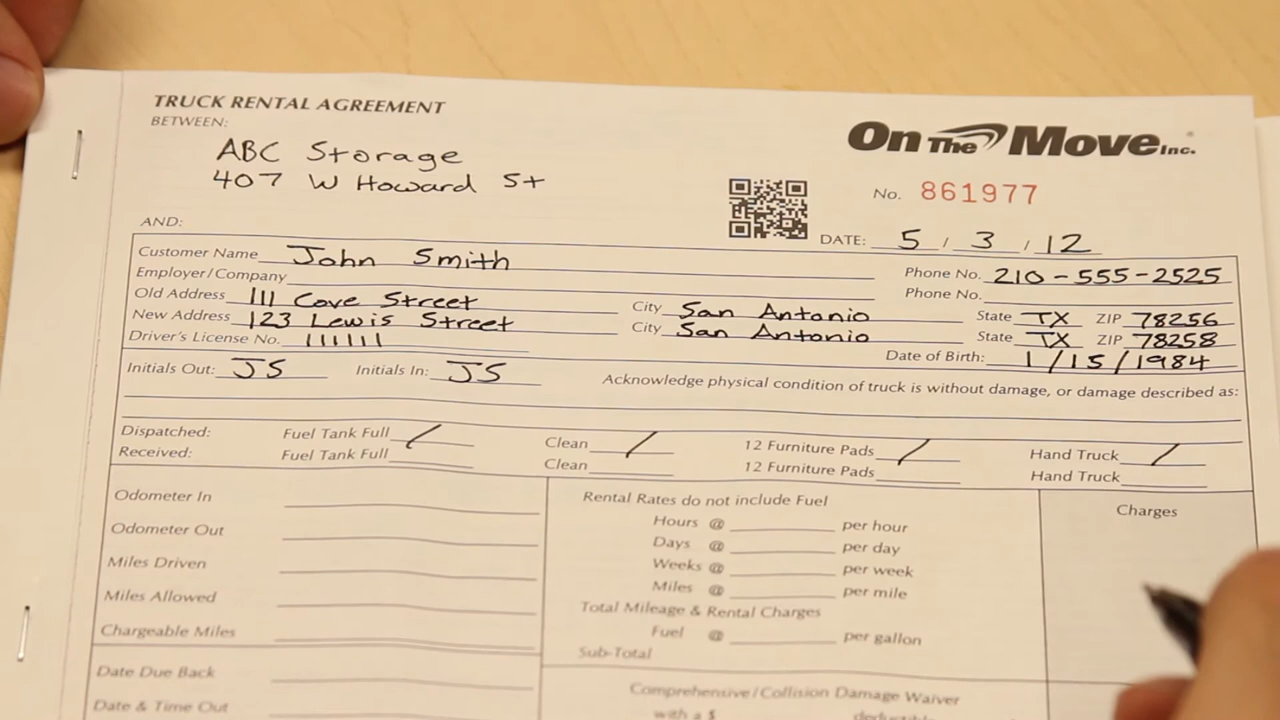 TRUCK RENTAL AGREEMENT
BETWEEN:
ABC Storage
407 W Howard St
On The Move Inc.
No. 861977
DATE: 5 / 3 / 12
AND:
Customer Name John Smith
Employer/Company Phone No. 210-555-2525
Phone No.
Old Address 111 Cove Street City San Antonio State TX ZIP 78256
New Address 123 Lewis Street City San Antonio State TX ZIP 78258
Driver's License No. 111111 Date of Birth: 1/15/1984
Initials Out: JS Initials In: JS Acknowledge physical condition of truck is without damage, or damage described as:
Dispatched: Fuel Tank Full / Clean / 12 Furniture Pads / Hand Truck /
Received: Fuel Tank Full Clean 12 Furniture Pads Hand Truck
Odometer In
Odometer Out
Miles Driven
Miles Allowed
Chargeable Miles
Date Due Back
Date & Time Out
Rental Rates do not include Fuel
Hours @ per hour
Days @ per day
Weeks @ per week
Miles @ per mile
Total Mileage & Rental Charges
Fuel @ per gallon
Sub-Total
Comprehensive/Collision Damage Waiver
with a $
Charges